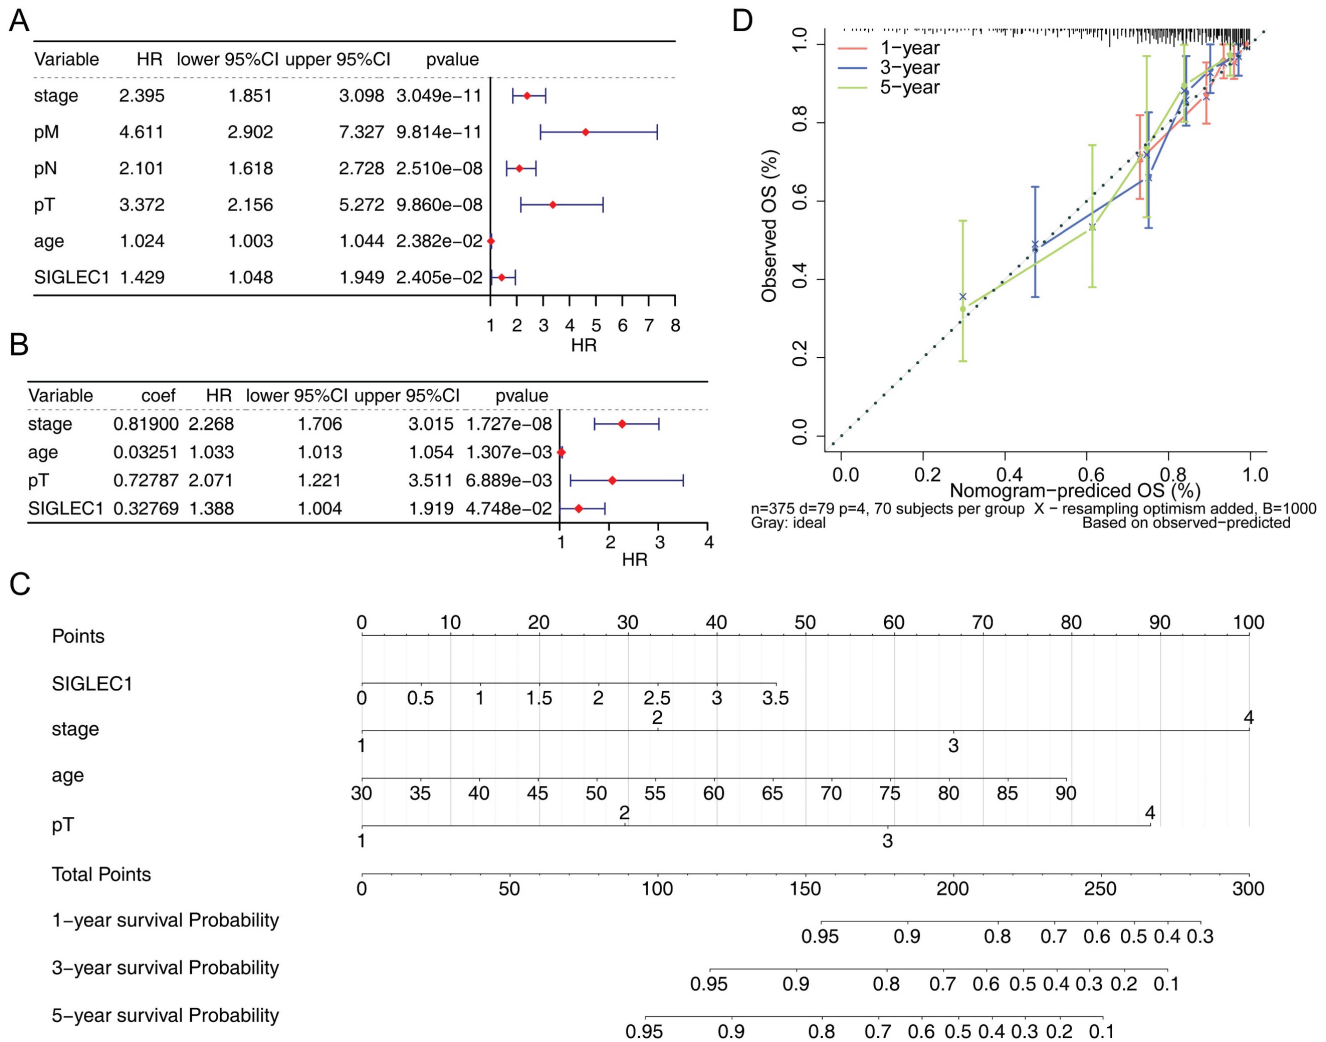 A
Variable HR lower 95%CI upper 95%CI pvalue
stage 2.395 1.851 3.098 3.049e−11
pM 4.611 2.902 7.327 9.814e−11
pN 2.101 1.618 2.728 2.510e−08
pT 3.372 2.156 5.272 9.860e−08
age 1.024 1.003 1.044 2.382e−02
SIGLEC1 1.429 1.048 1.949 2.405e−02
1 2 3 4 5 6 7 8
HR
B
Variable coef HR lower 95%CI upper 95%CI pvalue
stage 0.81900 2.268 1.706 3.015 1.727e−08
age 0.03251 1.033 1.013 1.054 1.307e−03
pT 0.72787 2.071 1.221 3.511 6.889e−03
SIGLEC1 0.32769 1.388 1.004 1.919 4.748e−02
1 2 3 4
HR
D
1−year
3−year
5−year
Observed OS (%)
1.0
0.8
0.6
0.4
0.2
0.0
0.0 0.2 0.4 0.6 0.8 1.0
Nomogram−prediced OS (%)
n=375 d=79 p=4, 70 subjects per group X − resampling optimism added, B=1000
Gray: ideal Based on observed−predicted
C
Points 0 10 20 30 40 50 60 70 80 90 100
SIGLEC1 0 0.5 1 1.5 2 2.5 3 3.5
stage 1 2 3 4
age 30 35 40 45 50 55 60 65 70 75 80 85 90
pT 1 2 3 4
Total Points 0 50 100 150 200 250 300
1−year survival Probability 0.95 0.9 0.8 0.7 0.6 0.5 0.4 0.3
3−year survival Probability 0.95 0.9 0.8 0.7 0.6 0.5 0.4 0.3 0.2 0.1
5−year survival Probability 0.95 0.9 0.8 0.7 0.6 0.5 0.4 0.3 0.2 0.1